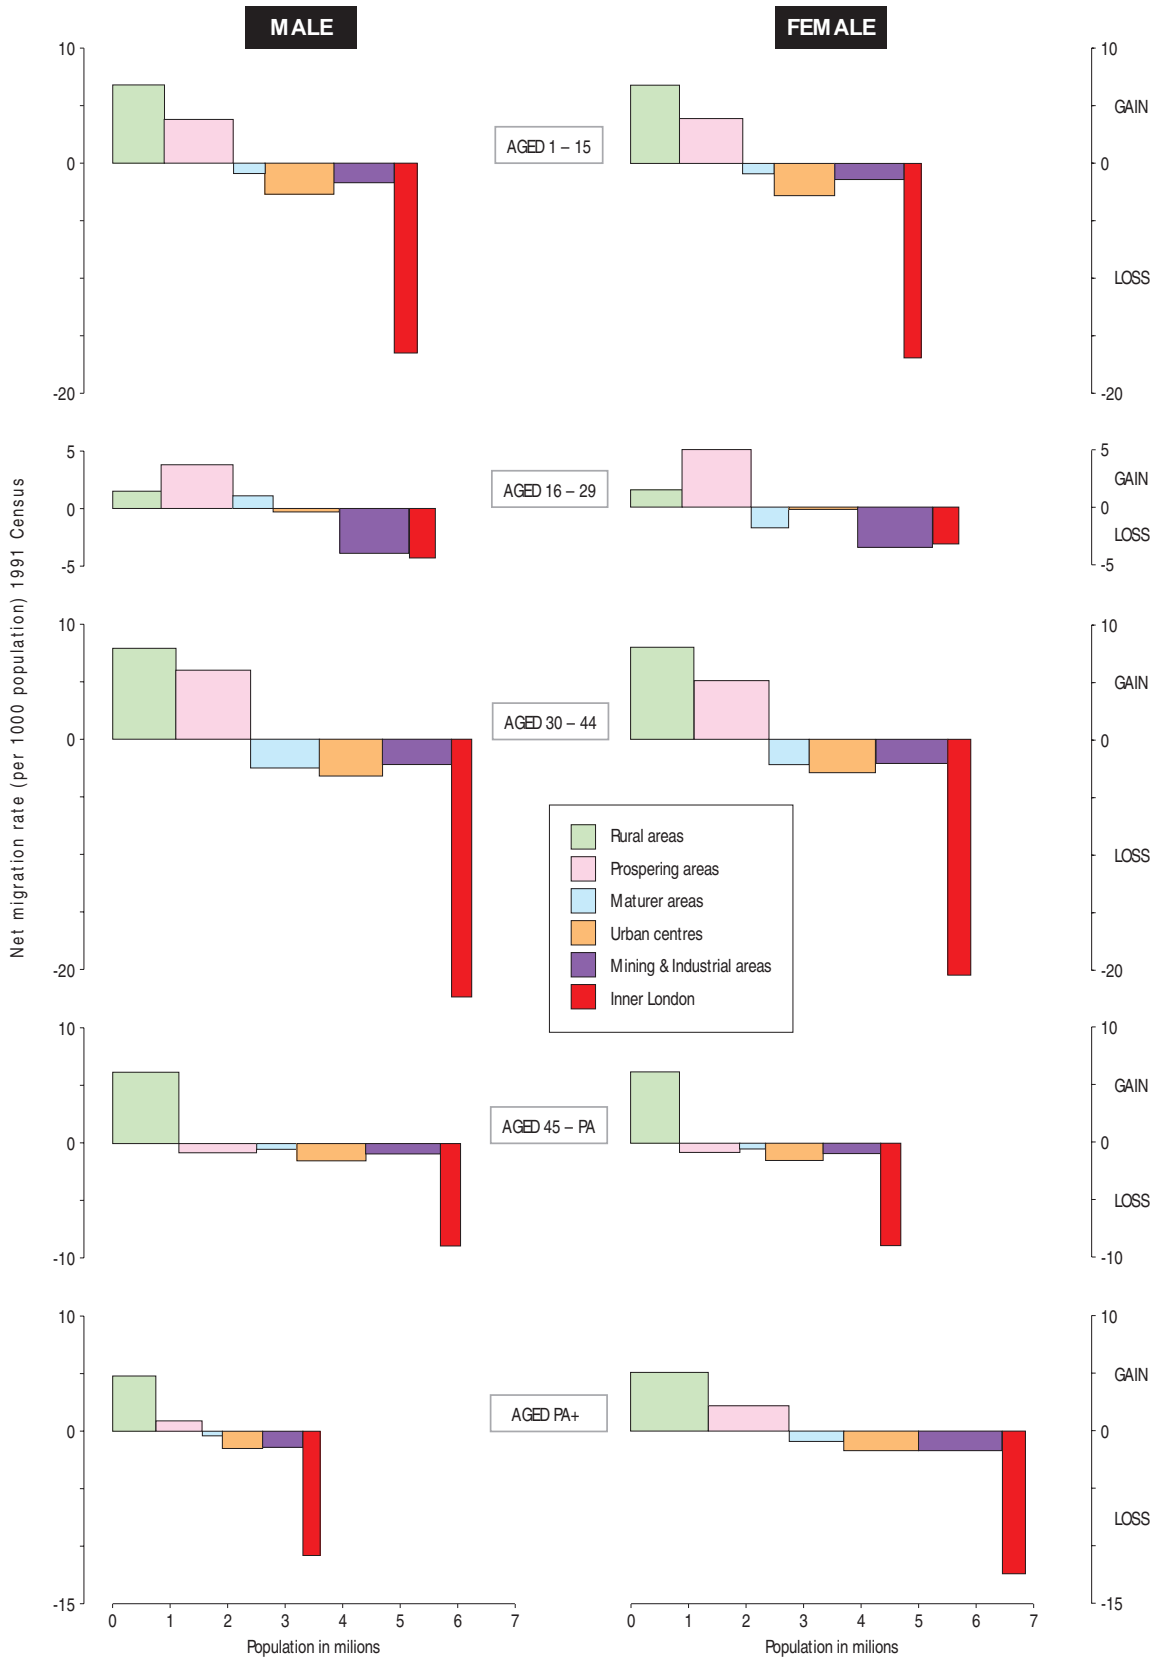 MALE
FEMALE
10
0
-20
AGED 1 – 15
10
GAIN
0
LOSS
-20
5
0
-5
AGED 16 – 29
5
GAIN
0
LOSS
-5
Net migration rate (per 1000 population) 1991 Census
10
0
-20
AGED 30 – 44
10
GAIN
0
LOSS
-20
Rural areas
Prospering areas
Maturer areas
Urban centres
Mining & Industrial areas
Inner London
10
0
-10
AGED 45 – PA
10
GAIN
0
LOSS
-10
10
0
-15
AGED PA+
10
GAIN
0
LOSS
-15
0 1 2 3 4 5 6 7
Population in milions
0 1 2 3 4 5 6 7
Population in milions